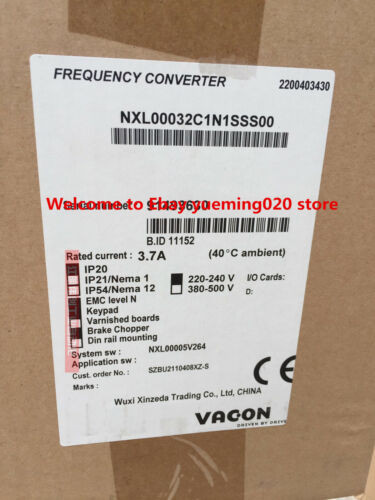 FREQUENCY CONVERTER 2200403430
NXL00032C1N1SSS00
Welcome to Ebay yueming020 store
B.ID 11152
Rated current : 3.7A (40°C ambient)
IP20
IP21/Nema 1 220-240 V I/O Cards:
IP54/Nema 12 380-500 V D:
EMC level N
Keypad
Varnished boards
Brake Chopper
Din rail mounting
System sw : NXL00005V264
Application sw :
Cust. order No.: SZBU2110408XZ-S
Marks :
Wuxi Xinzeda Trading Co., Ltd, CHINA
VACON
DRIVEN BY DRIVES